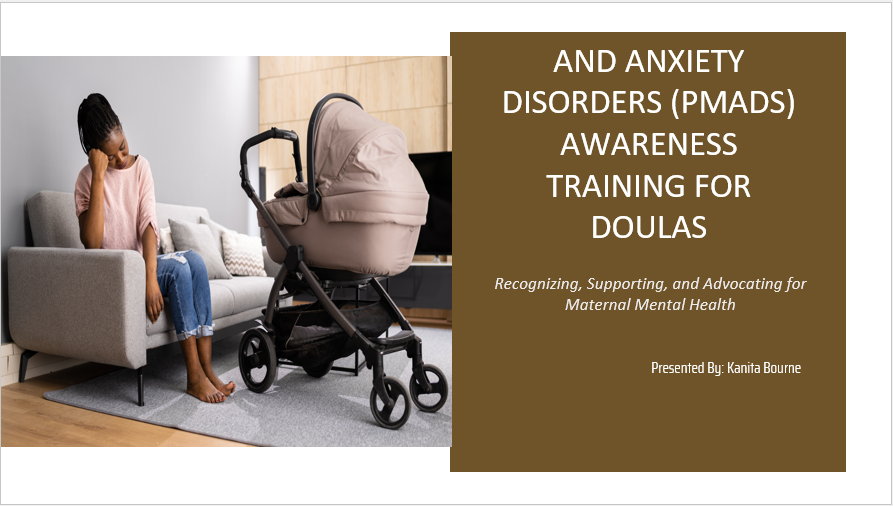 AND ANXIETY
DISORDERS (PMADS)
AWARENESS
TRAINING FOR
DOULAS
Recognizing, Supporting, and Advocating for
Maternal Mental Health
Presented By: Kanita Bourne